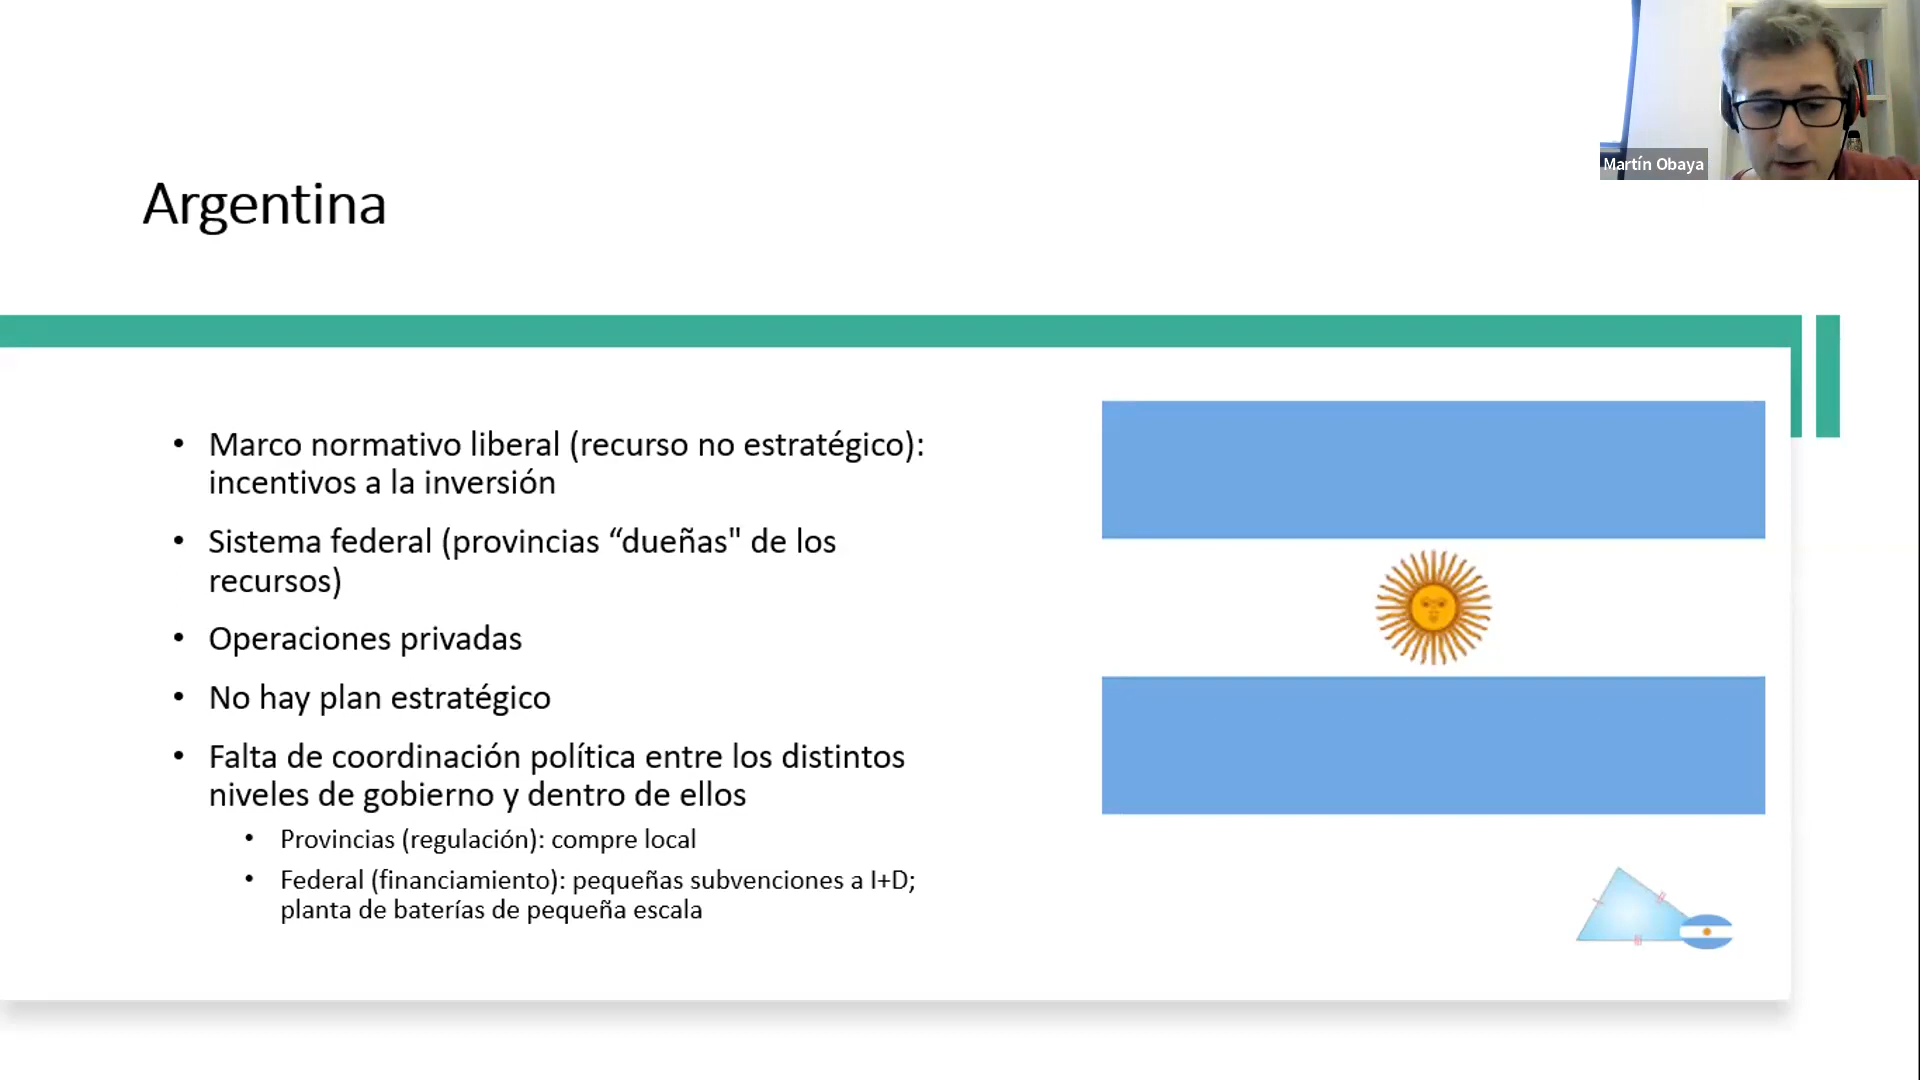 Martín Obaya
Argentina
• Marco normativo liberal (recurso no estratégico):
incentivos a la inversión
• Sistema federal (provincias “dueñas" de los
recursos)
• Operaciones privadas
• No hay plan estratégico
• Falta de coordinación política entre los distintos
niveles de gobierno y dentro de ellos
• Provincias (regulación): compre local
• Federal (financiamiento): pequeñas subvenciones a I+D;
planta de baterías de pequeña escala